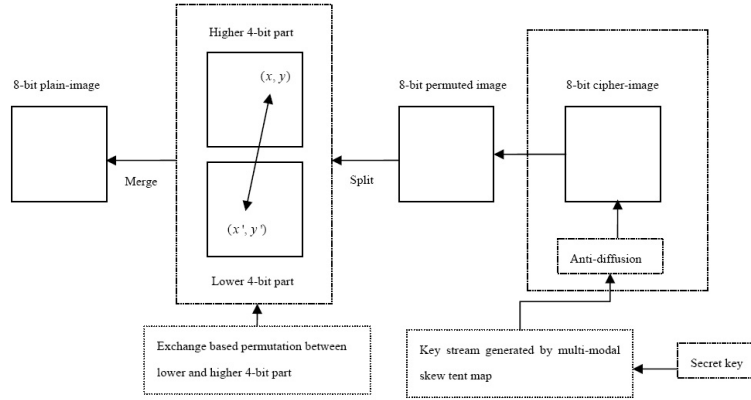 Higher 4-bit part
8-bit plain-image
(x, y)
8-bit permuted image
8-bit cipher-image
Merge
Split
(x', y')
Anti-diffusion
Lower 4-bit part
Exchange based permutation between
lower and higher 4-bit part
Key stream generated by multi-modal
skew tent map
Secret key